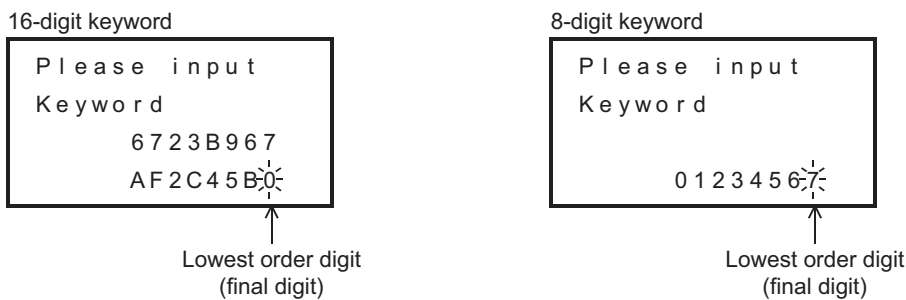 16-digit keyword
Please input
Keyword
6723B967
AF2C45B0
Lowest order digit
(final digit)
8-digit keyword
Please input
Keyword
01234567
Lowest order digit
(final digit)